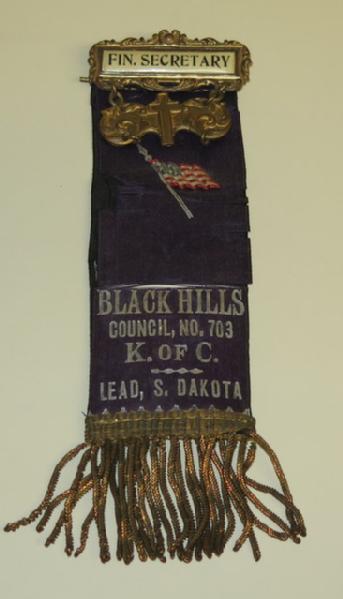 FIN. SECRETARY
BLACK HILLS
COUNCIL, NO. 703
K. OF C.
LEAD, S. DAKOTA